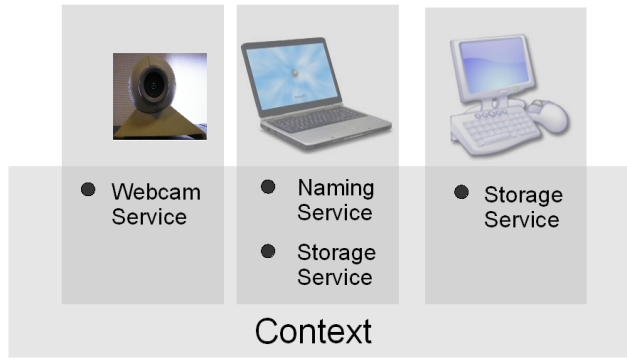 Webcam
Service
Naming
Service
Storage
Service
Storage
Service
Context